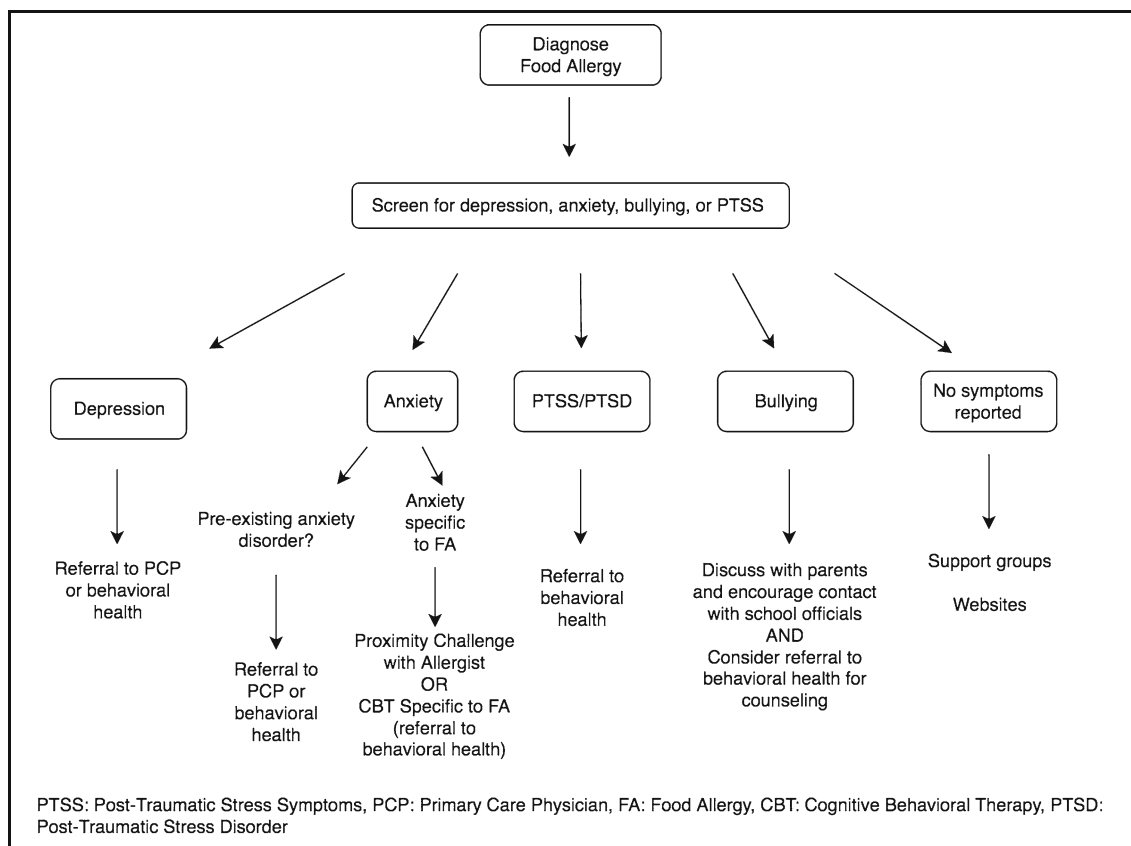 Diagnose
Food Allergy
Screen for depression, anxiety, bullying, or PTSS
Depression
Anxiety
PTSS/PTSD
Bullying
No symptoms
reported
Pre-existing anxiety
disorder?
Anxiety
specific
to FA
Referral to PCP
or behavioral
health
Referral to
PCP or
behavioral
health
Proximity Challenge
with Allergist
OR
CBT Specific to FA
(referral to
behavioral health)
Referral to
behavioral
health
Discuss with parents
and encourage contact
with school officials
AND
Consider referral to
behavioral health for
counseling
Support groups
Websites
PTSS: Post-Traumatic Stress Symptoms, PCP: Primary Care Physician, FA: Food Allergy, CBT: Cognitive Behavioral Therapy, PTSD:
Post-Traumatic Stress Disorder